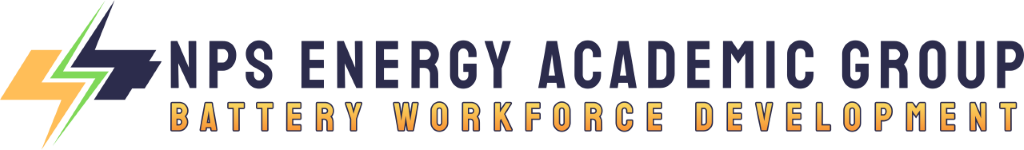 NPS ENERGY ACADEMIC GROUP
BATTERY WORKFORCE DEVELOPMENT